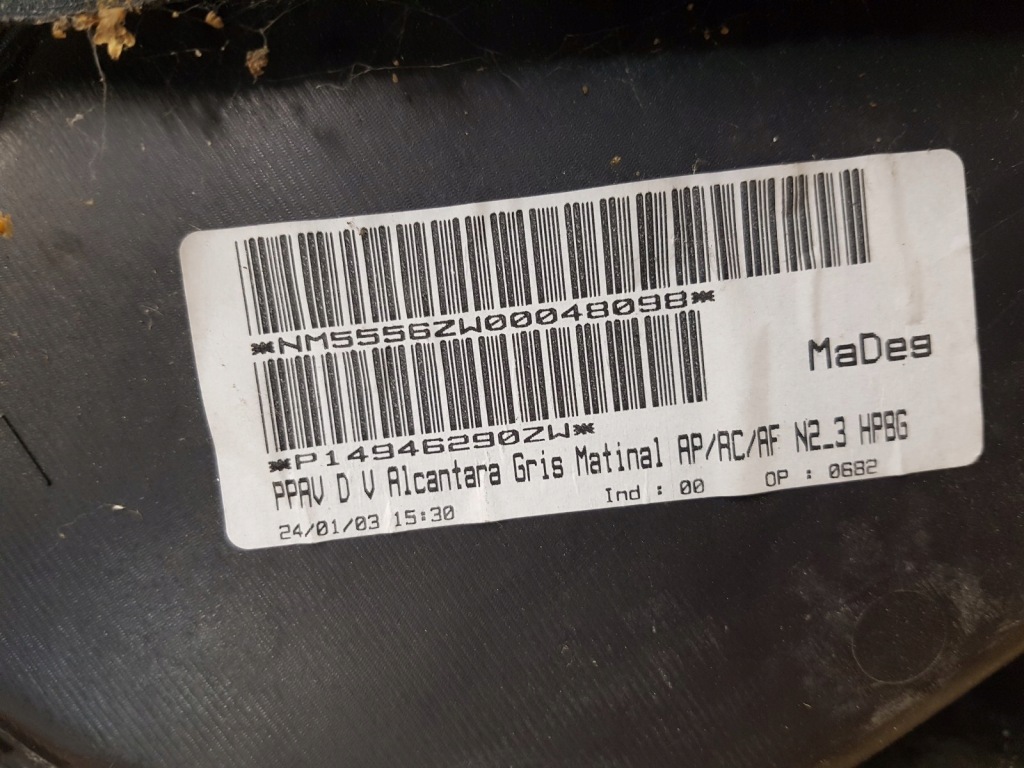 *NM5556ZW00048098*
*P14946290ZW*
MaDeg
PPAV D V Alcantara Gris Matinal AP/AC/AF N2_3 HPBG
24/01/03 15:30 Ind : 00 OP : 0682